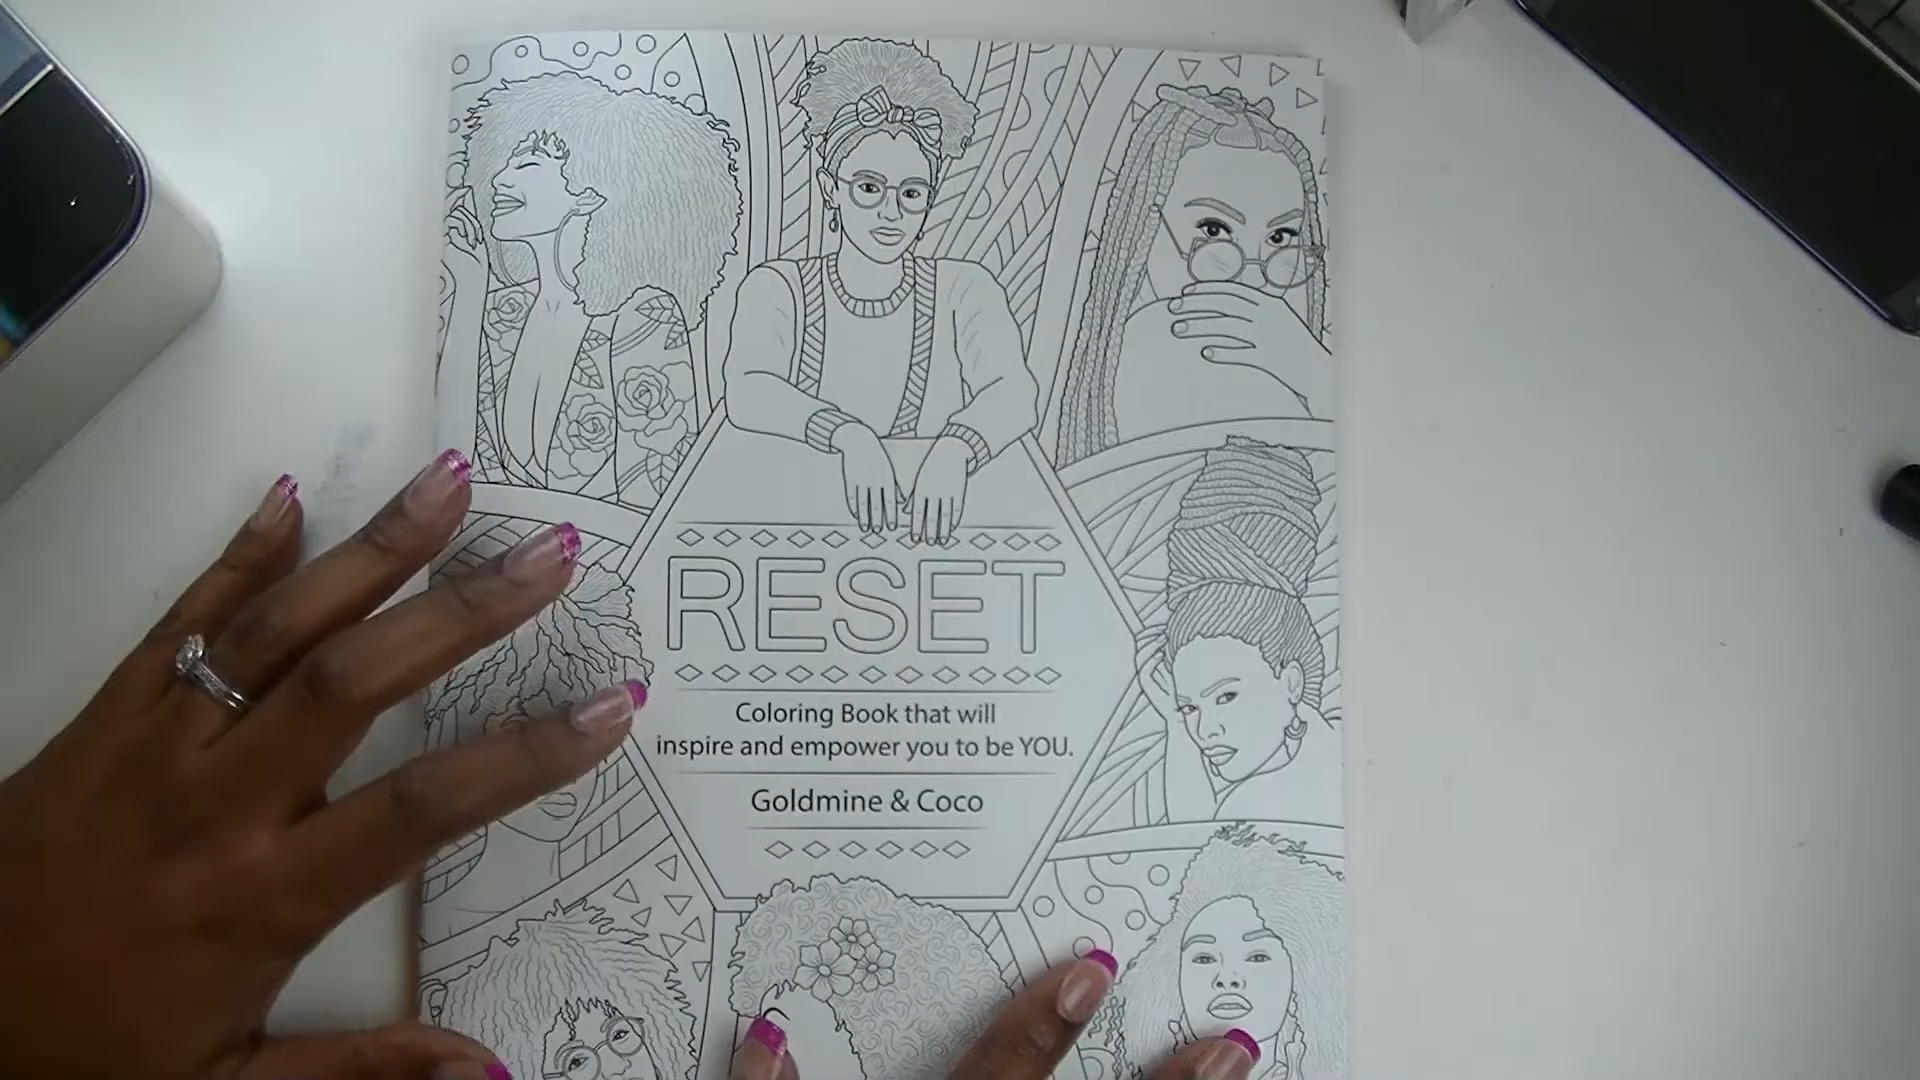 RESET
Coloring Book that will
inspire and empower you to be YOU.
Goldmine & Coco